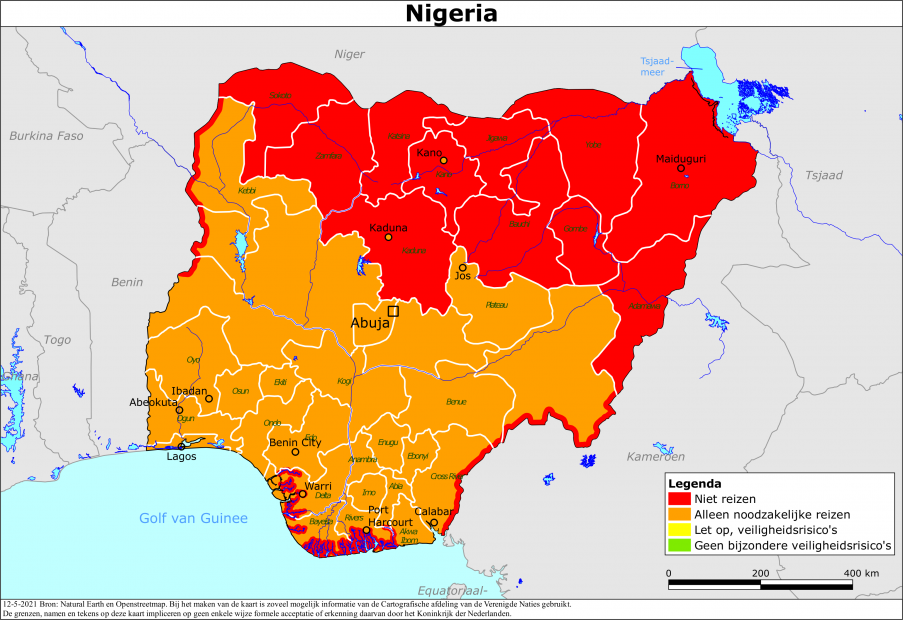 Nigeria
Niger
Tsjaad-
meer
Burkina Faso
Sokoto
Katsina
Jigawa
Yobe
Zamfara
Kano
Kano
Maiduguri
Borno
Tsjaad
Kebbi
Kaduna
Kaduna
Bauchi
Gombe
Jos
Benin
Plateau
Adamawa
Abuja
Togo
Oyo
Ekiti
Kogi
Ibadan
Osun
Abeokuta
Ogun
Benue
Ondo
Edo
Benin City
Enugu
Lagos
Anambra
Ebonyi
Kameroen
Cross River
Warri
Delta
Imo
Abia
Golf van Guinee
Bayelsa
Rivers
Port
Harcourt
Calabar
Akwa
Ibom
Equatoriaal-
Legenda
Niet reizen
Alleen noodzakelijke reizen
Let op, veiligheidsrisico's
Geen bijzondere veiligheidsrisico's
0 200 400 km
12-5-2021 Bron: Natural Earth en Openstreetmap. Bij het maken van de kaart is zoveel mogelijk informatie van de Cartografische afdeling van de Verenigde Naties gebruikt.
De grenzen, namen en tekens op deze kaart impliceren op geen enkele wijze formele acceptatie of erkenning daarvan door het Koninkrijk der Nederlanden.